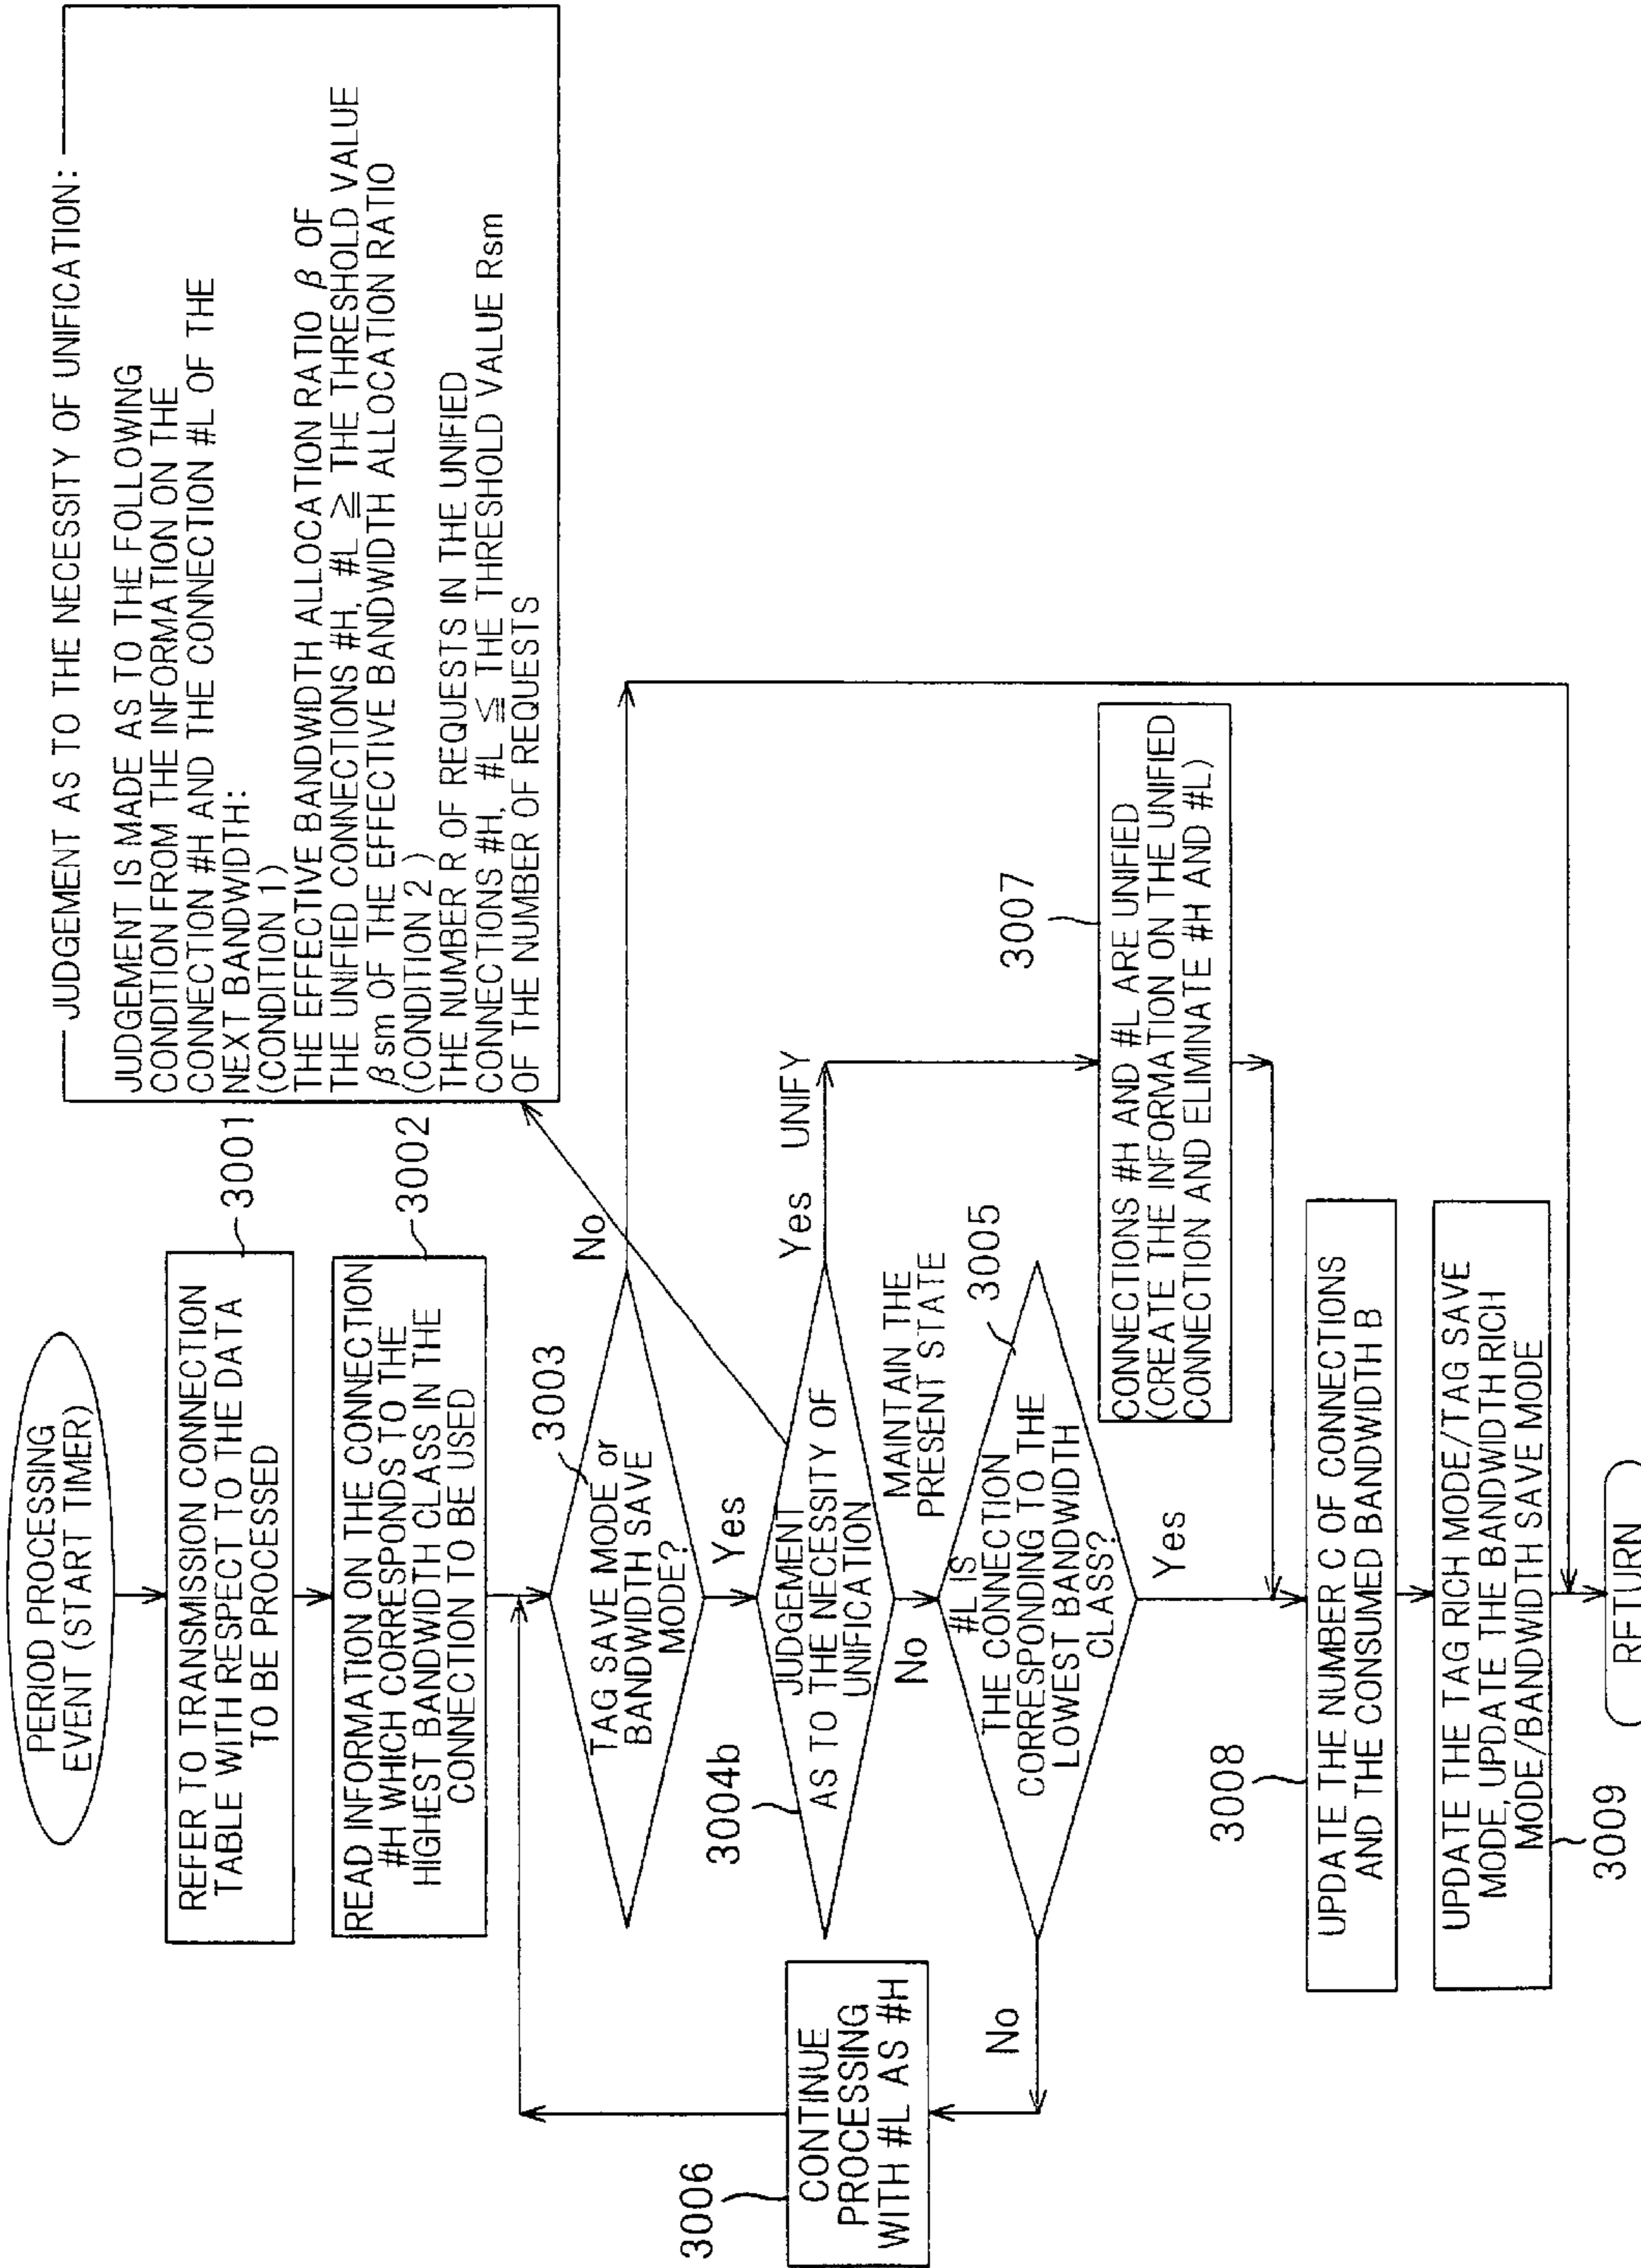 PERIOD PROCESSING
EVENT (START TIMER)
REFER TO TRANSMISSION CONNECTION
TABLE WITH RESPECT TO THE DATA
TO BE PROCESSED
3001
READ INFORMATION ON THE CONNECTION
#H WHICH CORRESPONDS TO THE
HIGHEST BANDWIDTH CLASS IN THE
CONNECTION TO BE USED
3002
3003
TAG SAVE MODE or
BANDWIDTH SAVE
MODE?
No
Yes
3004b
JUDGEMENT
AS TO THE NECESSITY OF
UNIFICATION
Yes UNIFY
No
MAINTAIN THE
PRESENT STATE
3005
#L IS
THE CONNECTION
CORRESPONDING TO THE
LOWEST BANDWIDTH
CLASS?
No
Yes
3006
CONTINUE
PROCESSING
WITH #L AS #H
3007
CONNECTIONS #H AND #L ARE UNIFIED
(CREATE THE INFORMATION ON THE UNIFIED
CONNECTION AND ELIMINATE #H AND #L)
3008
UPDATE THE NUMBER C OF CONNECTIONS
AND THE CONSUMED BANDWIDTH B
UPDATE THE TAG RICH MODE/TAG SAVE
MODE, UPDATE THE BANDWIDTH RICH
MODE/BANDWIDTH SAVE MODE
3009
RETURN
JUDGEMENT AS TO THE NECESSITY OF UNIFICATION:
JUDGEMENT IS MADE AS TO THE FOLLOWING
CONDITION FROM THE INFORMATION ON THE
CONNECTION #H AND THE CONNECTION #L OF THE
NEXT BANDWIDTH:
(CONDITION 1)
THE EFFECTIVE BANDWIDTH ALLOCATION RATIO β OF
THE UNIFIED CONNECTIONS #H, #L ≧ THE THRESHOLD VALUE
β sm OF THE EFFECTIVE BANDWIDTH ALLOCATION RATIO
(CONDITION 2)
THE NUMBER R OF REQUESTS IN THE UNIFIED
CONNECTIONS #H, #L ≦ THE THRESHOLD VALUE Rsm
OF THE NUMBER OF REQUESTS